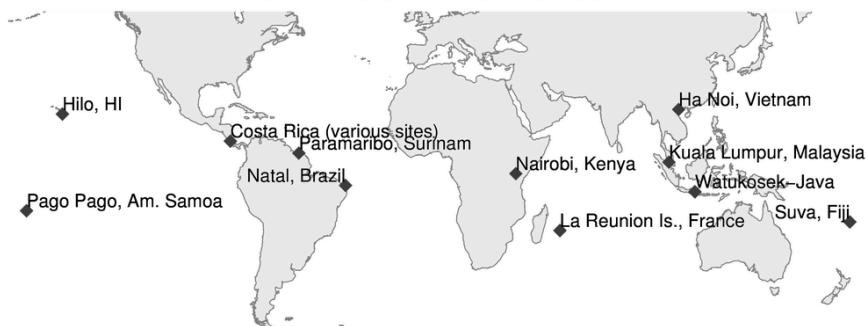 Hilo, HI
Ha Noi, Vietnam
Costa Rica (various sites)
Paramaribo, Surinam
Kuala Lumpur, Malaysia
Nairobi, Kenya
Natal, Brazil
Watukosek-Java
Pago Pago, Am. Samoa
La Reunion Is., France
Suva, Fiji